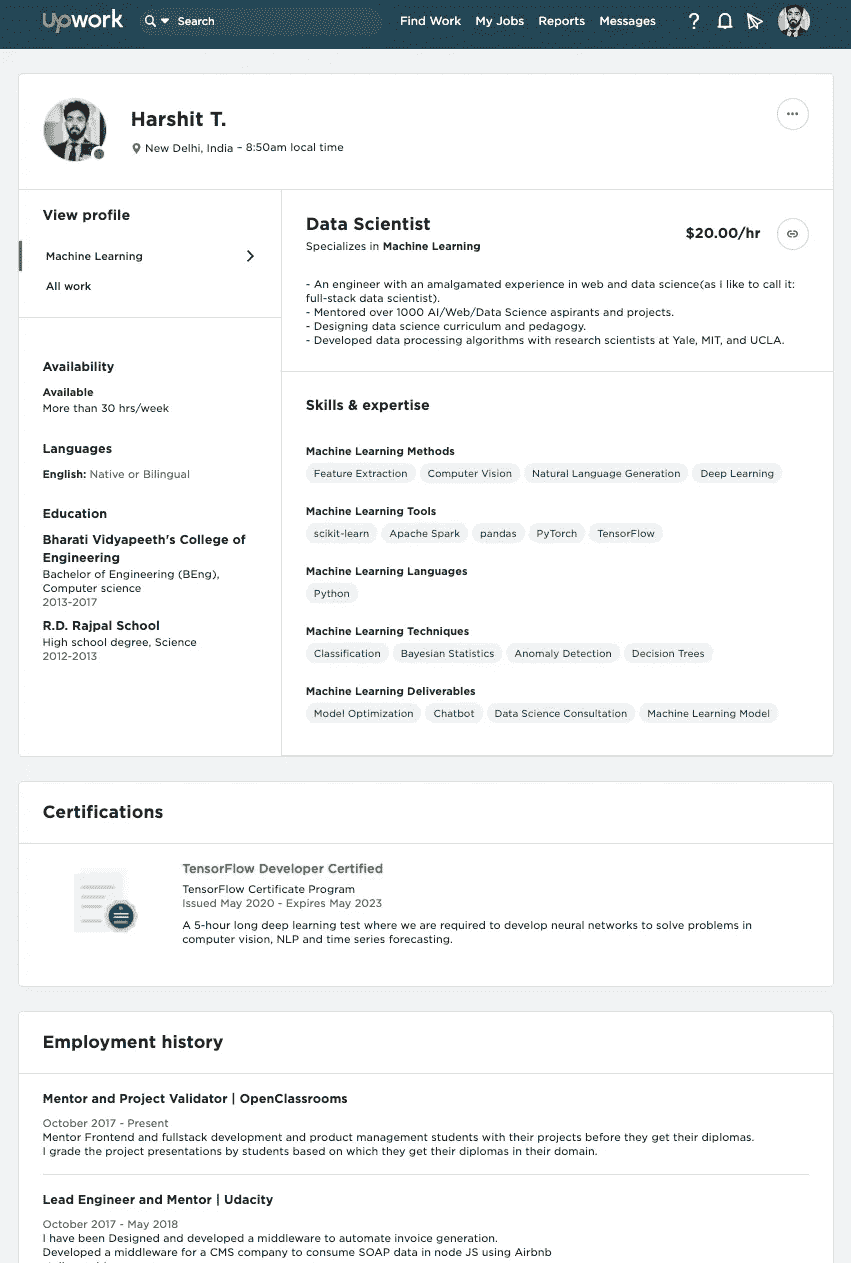 upwork
Search
Find Work
My Jobs
Reports
Messages
?
Harshit T.
New Delhi, India – 8:50am local time
View profile
Machine Learning
All work
Availability
Available
More than 30 hrs/week
Languages
English: Native or Bilingual
Education
Bharati Vidyapeeth's College of
Engineering
Bachelor of Engineering (BEng),
Computer science
2013-2017
R.D. Rajpal School
High school degree, Science
2012-2013
Data Scientist
$20.00/hr
Specializes in Machine Learning
- An engineer with an amalgamated experience in web and data science(as i like to call it:
full-stack data scientist).
- Mentored over 1000 AI/Web/Data Science aspirants and projects.
- Designing data science curriculum and pedagogy.
- Developed data processing algorithms with research scientists at Yale, MIT, and UCLA.
Skills & expertise
Machine Learning Methods
Feature Extraction
Computer Vision
Natural Language Generation
Deep Learning
Machine Learning Tools
scikit-learn
Apache Spark
pandas
PyTorch
TensorFlow
Machine Learning Languages
Python
Machine Learning Techniques
Classification
Bayesian Statistics
Anomaly Detection
Decision Trees
Machine Learning Deliverables
Model Optimization
Chatbot
Data Science Consultation
Machine Learning Model
Certifications
TensorFlow Developer Certified
TensorFlow Certificate Program
Issued May 2020 - Expires May 2023
A 5-hour long deep learning test where we are required to develop neural networks to solve problems in
computer vision, NLP and time series forecasting.
Employment history
Mentor and Project Validator | OpenClassrooms
October 2017 - Present
Mentor Frontend and fullstack development and product management students with their projects before they get their diplomas.
I grade the project presentations by students based on which they get their diplomas in their domain.
Lead Engineer and Mentor | Udacity
October 2017 - May 2018
I have been Designed and developed a middleware to automate invoice generation.
Developed a middleware for a CMS company to consume SOAP data in node JS using Airbnb